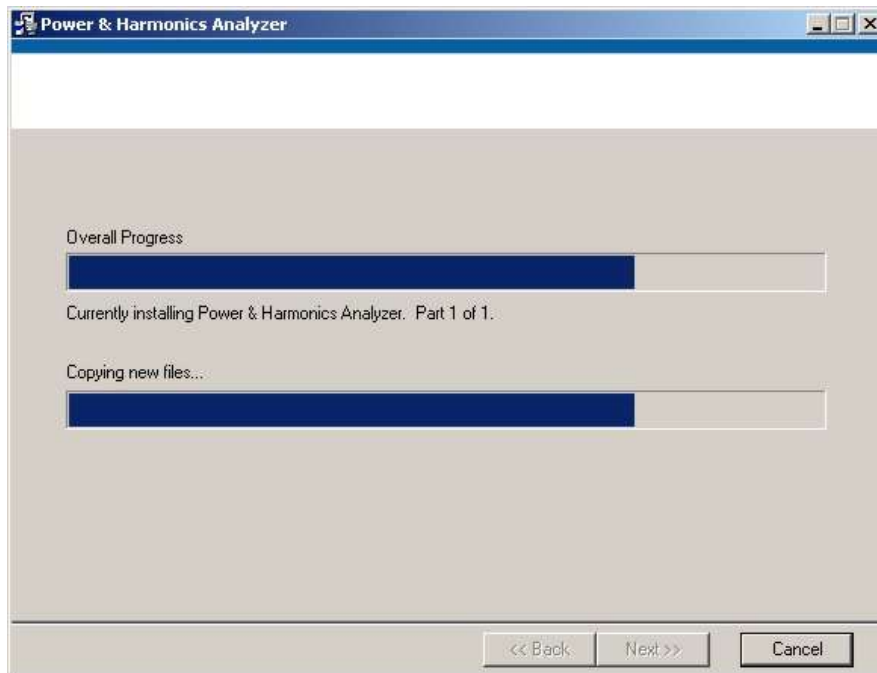 Power & Harmonics Analyzer
Overall Progress
Currently installing Power & Harmonics Analyzer.  Part 1 of 1.
Copying new files...
<< Back
Next >>
Cancel